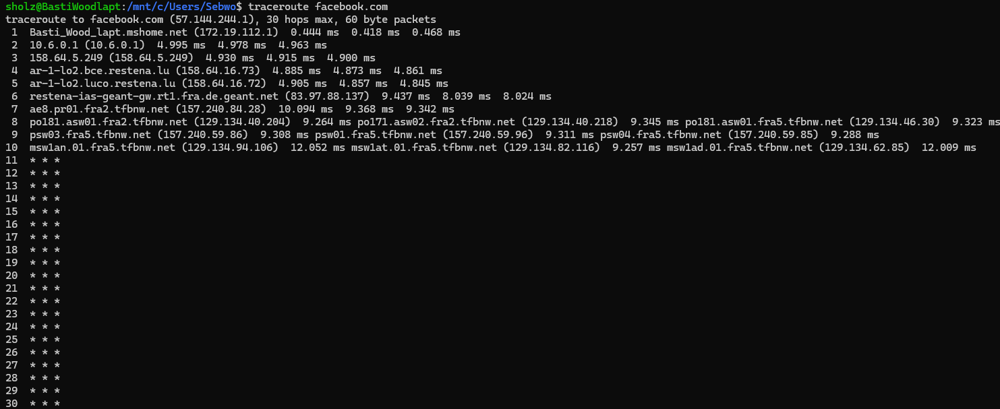 sholz@BastiWoodlapt:/mnt/c/Users/Sebwo$ traceroute facebook.com
traceroute to facebook.com (57.144.244.1), 30 hops max, 60 byte packets
 1  Basti_Wood_lapt.mshome.net (172.19.112.1)  0.444 ms  0.418 ms  0.468 ms
 2  10.6.0.1 (10.6.0.1)  4.995 ms  4.978 ms  4.963 ms
 3  158.64.5.249 (158.64.5.249)  4.930 ms  4.915 ms  4.900 ms
 4  ar-1-lo2.bce.restena.lu (158.64.16.73)  4.885 ms  4.873 ms  4.861 ms
 5  ar-1-lo2.luco.restena.lu (158.64.16.72)  4.905 ms  4.857 ms  4.845 ms
 6  restena-ias-geant-gw.rt1.fra.de.geant.net (83.97.88.137)  9.437 ms  8.039 ms  8.024 ms
 7  ae8.pr01.fra2.tfbnw.net (157.240.84.28)  10.094 ms  9.368 ms  9.342 ms
 8  po181.asw01.fra2.tfbnw.net (129.134.40.204)  9.264 ms po171.asw02.fra2.tfbnw.net (129.134.40.218)  9.345 ms po181.asw01.fra5.tfbnw.net (129.134.46.30)  9.323 ms
 9  psw03.fra5.tfbnw.net (157.240.59.86)  9.308 ms psw01.fra5.tfbnw.net (157.240.59.96)  9.311 ms psw04.fra5.tfbnw.net (157.240.59.85)  9.288 ms
10  msw1an.01.fra5.tfbnw.net (129.134.94.106)  12.052 ms msw1at.01.fra5.tfbnw.net (129.134.82.116)  9.257 ms msw1ad.01.fra5.tfbnw.net (129.134.62.85)  12.009 ms
11  * * *
12  * * *
13  * * *
14  * * *
15  * * *
16  * * *
17  * * *
18  * * *
19  * * *
20  * * *
21  * * *
22  * * *
23  * * *
24  * * *
25  * * *
26  * * *
27  * * *
28  * * *
29  * * *
30  * * *